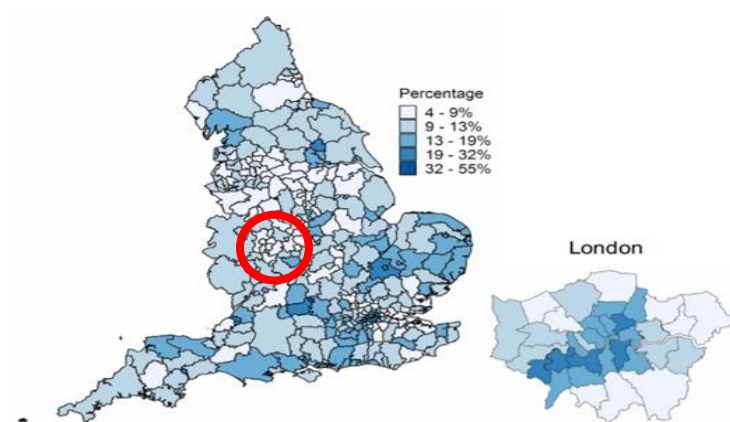 Percentage
4 - 9%
9 - 13%
13 - 19%
19 - 32%
32 - 55%
London